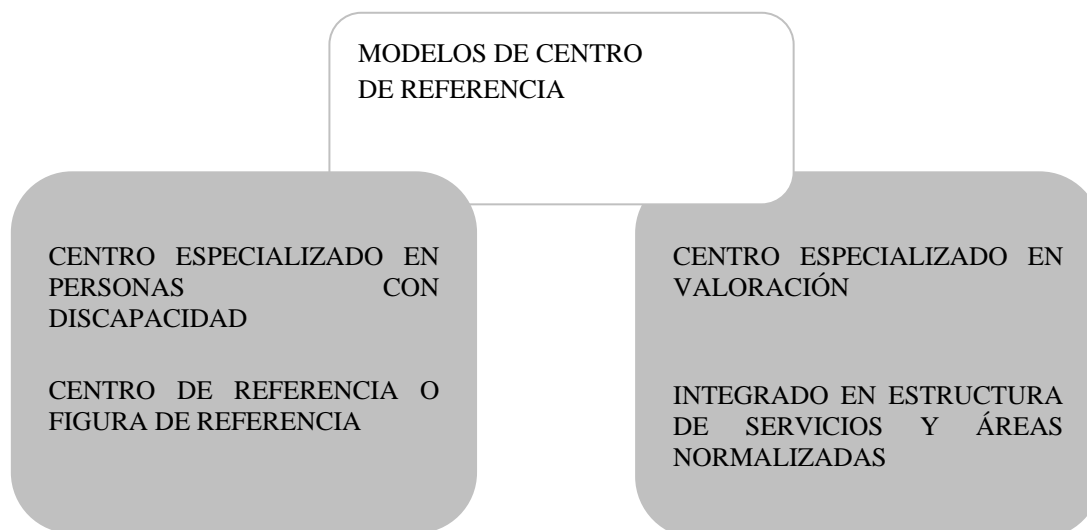 MODELOS DE CENTRO
DE REFERENCIA
CENTRO ESPECIALIZADO EN
PERSONAS CON
DISCAPACIDAD
CENTRO DE REFERENCIA O
FIGURA DE REFERENCIA
CENTRO ESPECIALIZADO EN
VALORACIÓN
INTEGRADO EN ESTRUCTURA
DE SERVICIOS Y ÁREAS
NORMALIZADAS